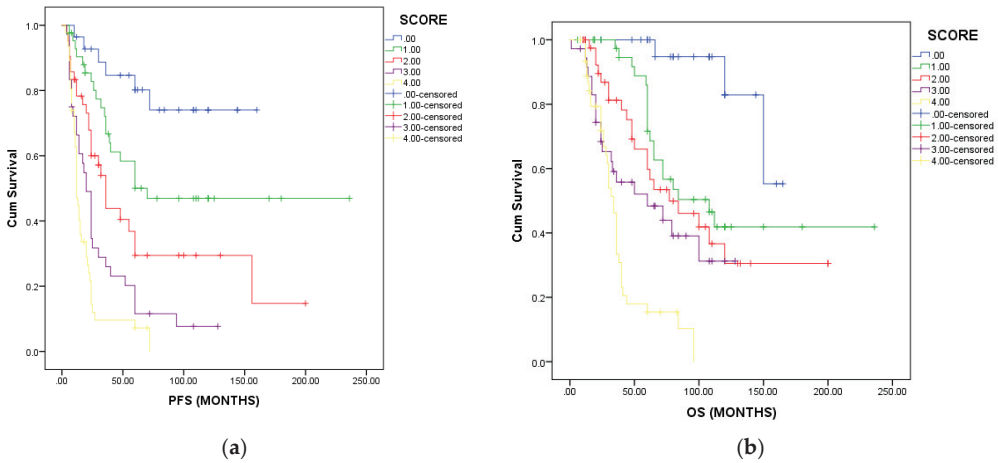 SCORE
.00
1.00
2.00
3.00
4.00
.00-censored
1.00-censored
2.00-censored
3.00-censored
4.00-censored
Cum Survival
1.0
0.8
0.6
0.4
0.2
0.0
.00
50.00
100.00
150.00
200.00
250.00
PFS (MONTHS)
(a)
SCORE
.00
1.00
2.00
3.00
4.00
.00-censored
1.00-censored
2.00-censored
3.00-censored
4.00-censored
Cum Survival
1.0
0.8
0.6
0.4
0.2
0.0
.00
50.00
100.00
150.00
200.00
250.00
OS (MONTHS)
(b)